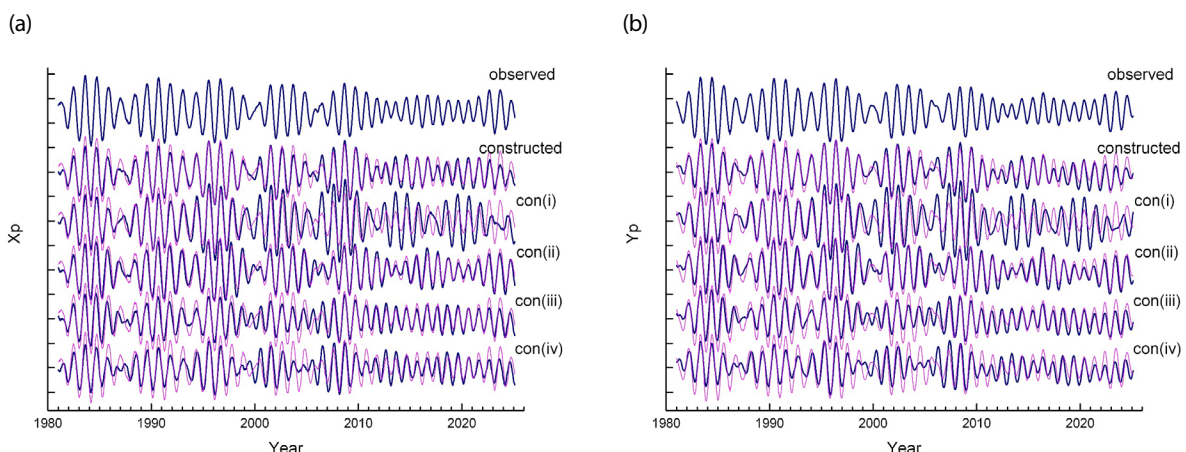 (a)
observed
constructed
con(i)
con(ii)
con(iii)
con(iv)
Xp
1980 1990 2000 2010 2020
Year
(b)
observed
constructed
con(i)
con(ii)
con(iii)
con(iv)
Yp
1980 1990 2000 2010 2020
Year